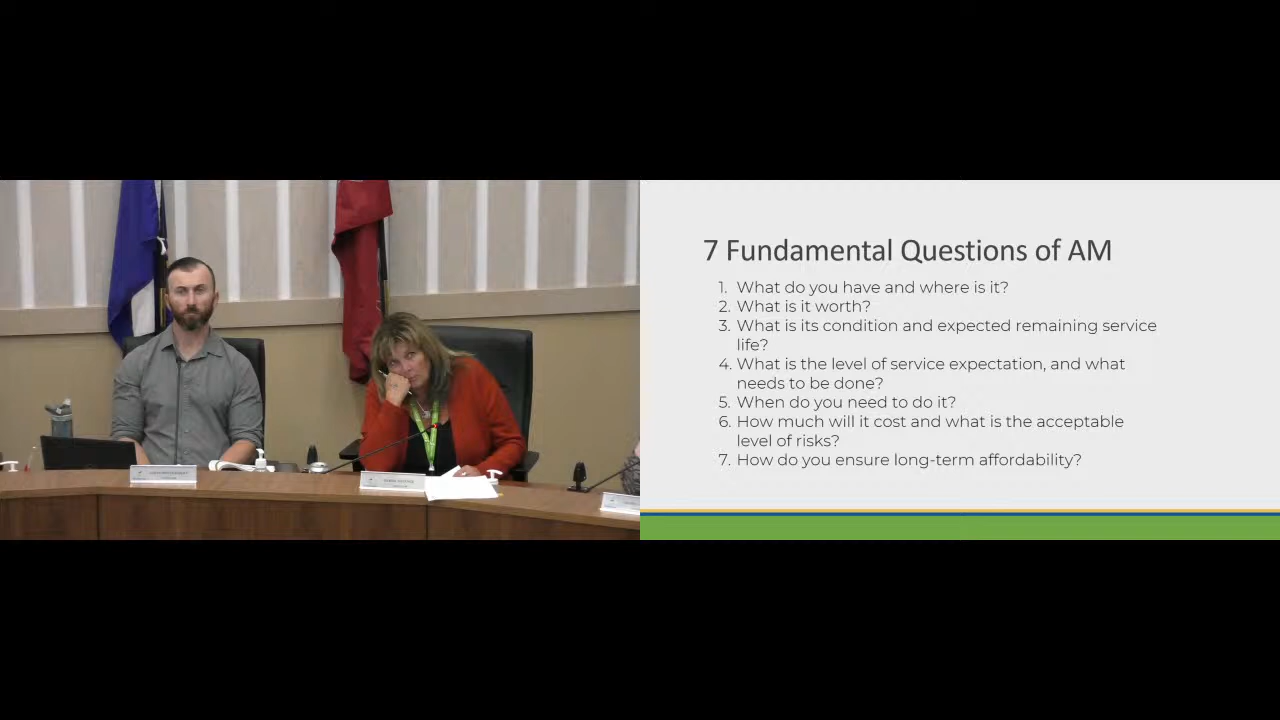 7 Fundamental Questions of AM
1. What do you have and where is it?
2. What is it worth?
3. What is its condition and expected remaining service
life?
4. What is the level of service expectation, and what
needs to be done?
5. When do you need to do it?
6. How much will it cost and what is the acceptable
level of risks?
7. How do you ensure long-term affordability?